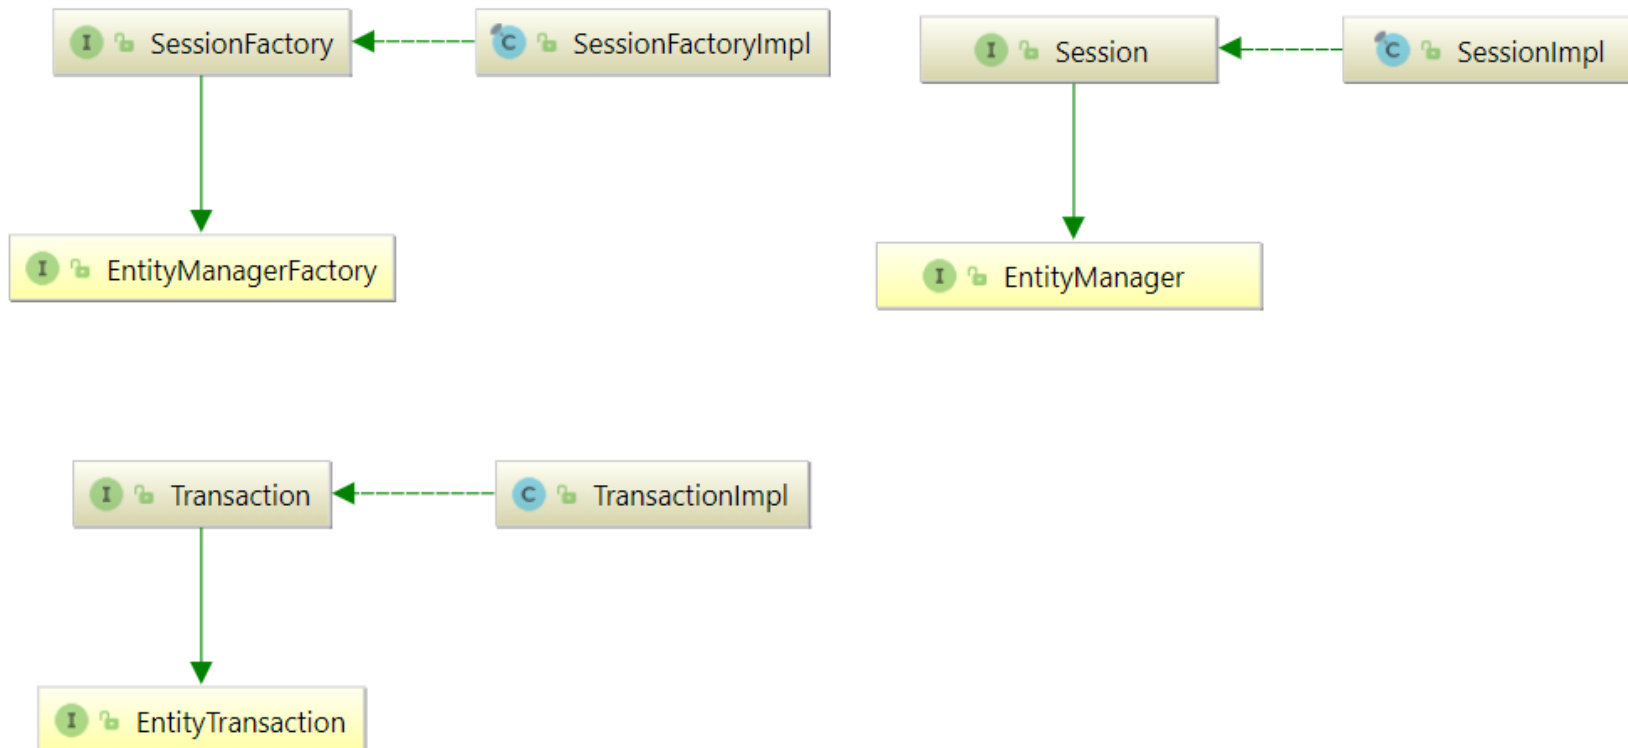 I SessionFactory
C SessionFactoryImpl
I Session
C SessionImpl
I EntityManagerFactory
I EntityManager
I Transaction
C TransactionImpl
I EntityTransaction